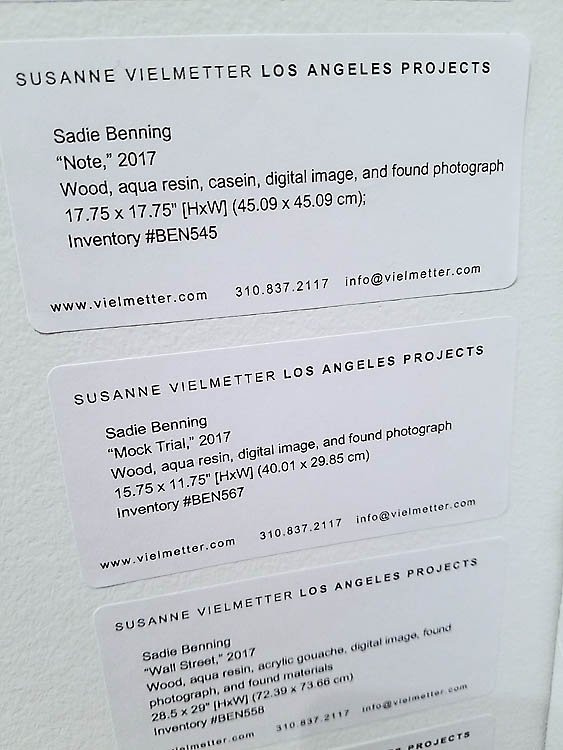 SUSANNE VIELMETTER LOS ANGELES PROJECTS
Sadie Benning
“Note,” 2017
Wood, aqua resin, casein, digital image, and found photograph
17.75 x 17.75" [HxW] (45.09 x 45.09 cm);
Inventory #BEN545
www.vielmetter.com 310.837.2117 info@vielmetter.com
SUSANNE VIELMETTER LOS ANGELES PROJECTS
Sadie Benning
“Mock Trial,” 2017
Wood, aqua resin, digital image, and found photograph
15.75 x 11.75" [HxW] (40.01 x 29.85 cm)
Inventory #BEN567
www.vielmetter.com 310.837.2117 info@vielmetter.com
SUSANNE VIELMETTER LOS ANGELES PROJECTS
Sadie Benning
“Wall Street,” 2017
Wood, aqua resin, acrylic gouache, digital image, found
photograph, and found materials
28.5 x 29" [HxW] (72.39 x 73.66 cm)
Inventory #BEN558
www.vielmetter.com 310.837.2117 info@vielmetter.com
PROJECTS